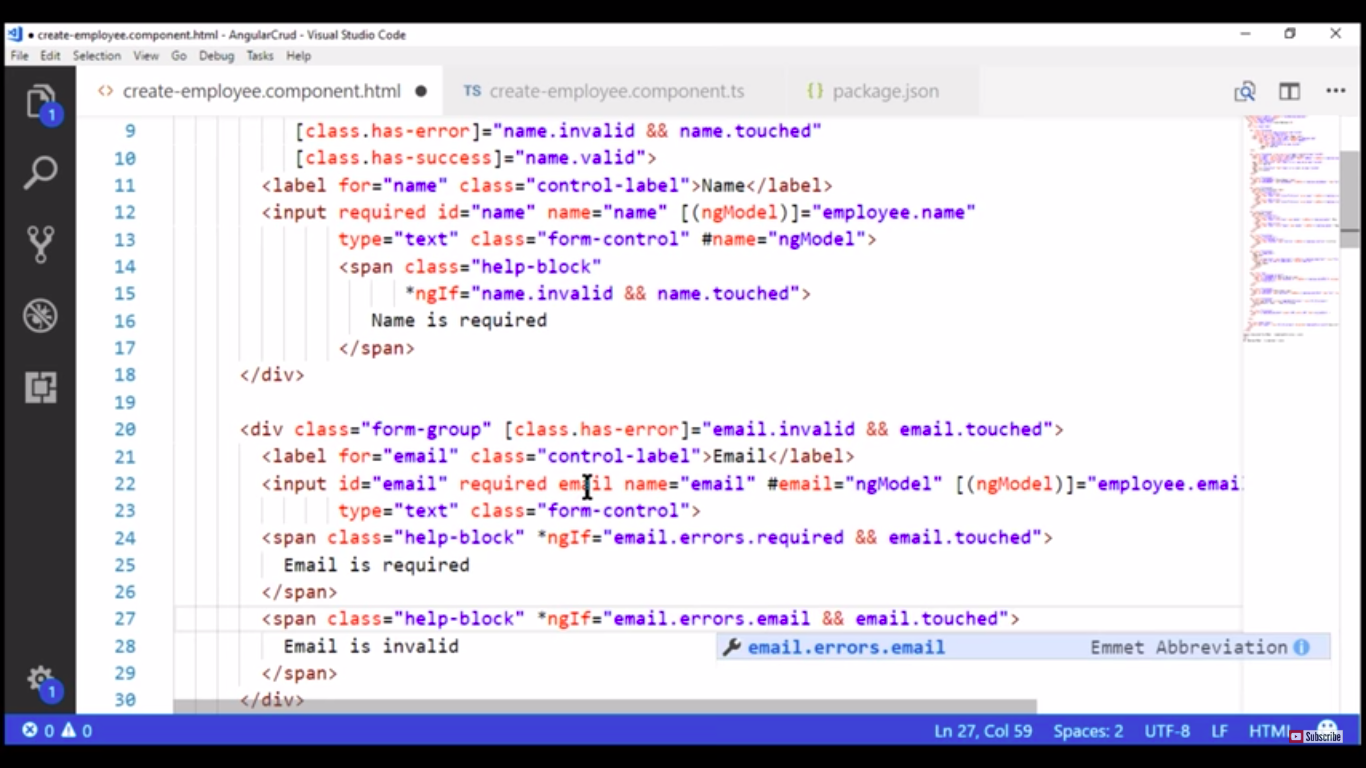 create-employee.component.html - AngularCrud - Visual Studio Code
File Edit Selection View Go Debug Tasks Help
1
<> create-employee.component.html TS create-employee.component.ts {} package.json ...
9 [class.has-error]="name.invalid && name.touched"
10 [class.has-success]="name.valid">
11 <label for="name" class="control-label">Name</label>
12 <input required id="name" name="name" [(ngModel)]="employee.name"
13 type="text" class="form-control" #name="ngModel">
14 <span class="help-block"
15 *ngIf="name.invalid && name.touched">
16 Name is required
17 </span>
18 </div>
19
20 <div class="form-group" [class.has-error]="email.invalid && email.touched">
21 <label for="email" class="control-label">Email</label>
22 <input id="email" required email name="email" #email="ngModel" [(ngModel)]="employee.emai
23 type="text" class="form-control">
24 <span class="help-block" *ngIf="email.errors.required && email.touched">
25 Email is required
26 </span>
27 <span class="help-block" *ngIf="email.errors.email && email.touched">
28 Email is invalid
email.errors.email Emmet Abbreviation
29 </span>
30 </div>
1
0 0 Ln 27, Col 59 Spaces: 2 UTF-8 LF HTML
Subscribe